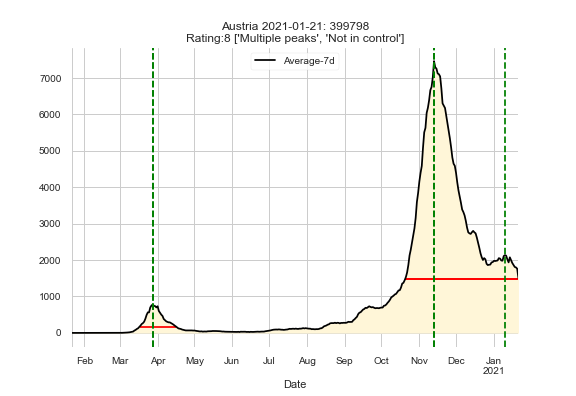 Austria 2021-01-21: 399798
Rating:8 ['Multiple peaks', 'Not in control']
Average-7d
7000
6000
5000
4000
3000
2000
1000
0
Feb Mar Apr May Jun Jul Aug Sep Oct Nov Dec Jan
2021
Date